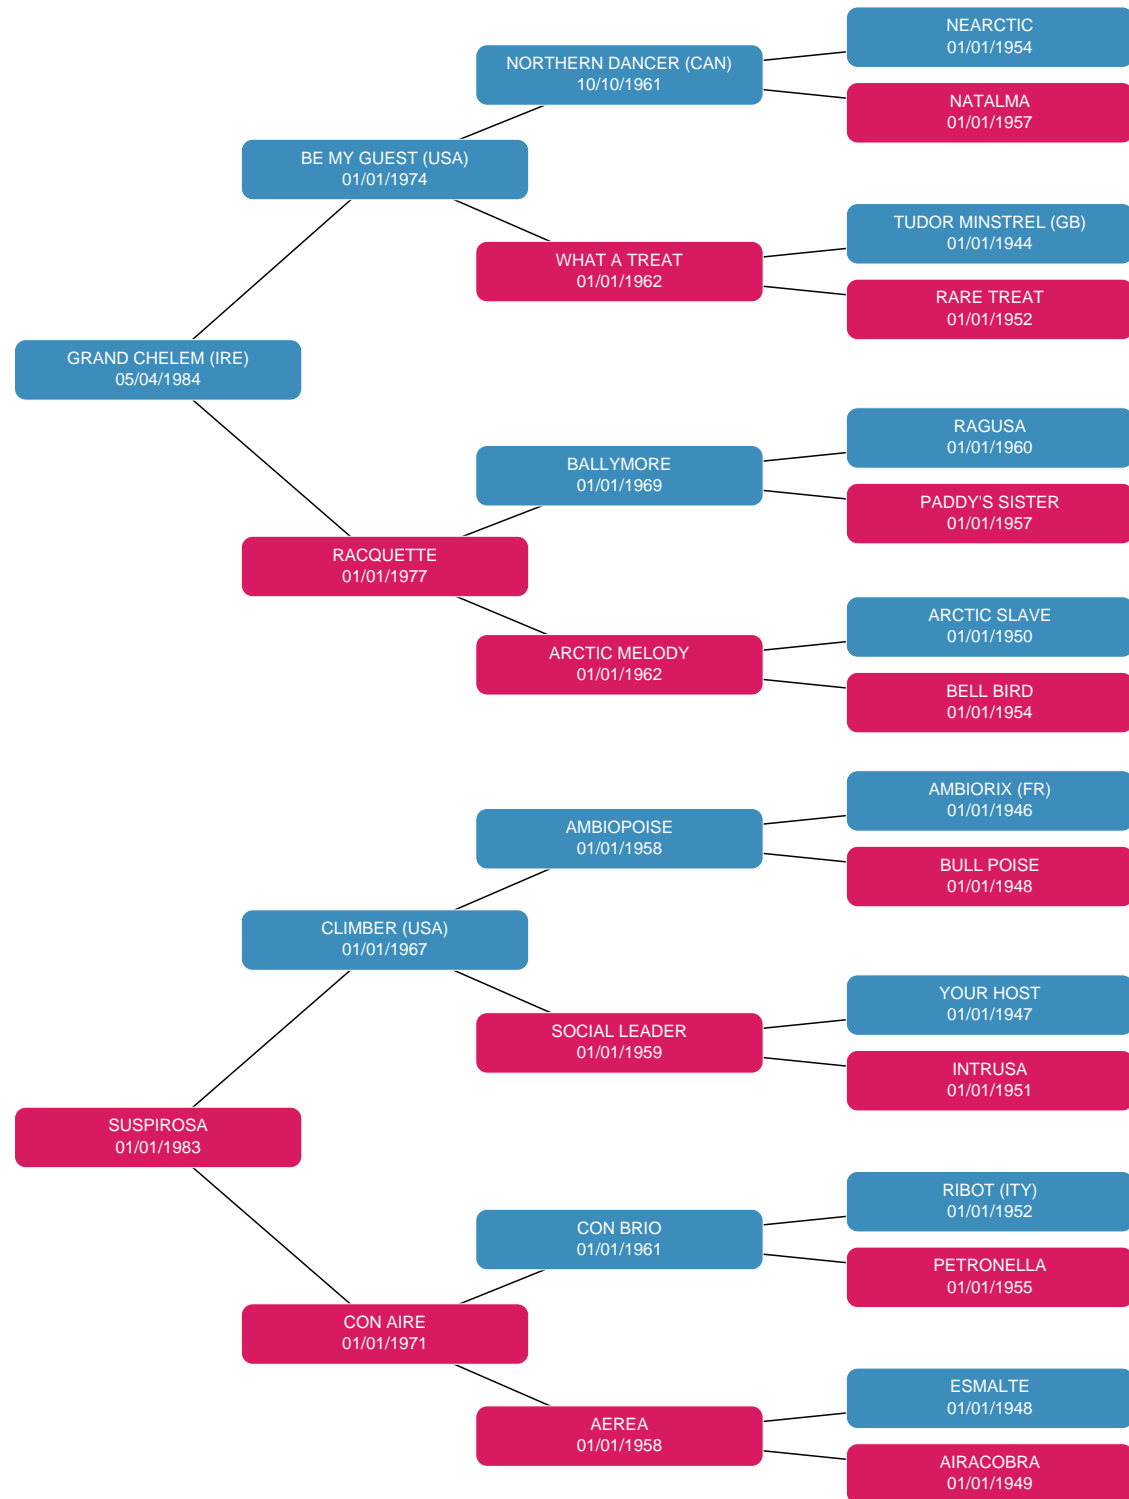 NEARCTIC
01/01/1954
NORTHERN DANCER (CAN)
10/10/1961
NATALMA
01/01/1957
BE MY GUEST (USA)
01/01/1974
TUDOR MINSTREL (GB)
01/01/1944
WHAT A TREAT
01/01/1962
RARE TREAT
01/01/1952
GRAND CHELEM (IRE)
05/04/1984
RAGUSA
01/01/1960
BALLYMORE
01/01/1969
PADDY'S SISTER
01/01/1957
RACQUETTE
01/01/1977
ARCTIC SLAVE
01/01/1950
ARCTIC MELODY
01/01/1962
BELL BIRD
01/01/1954
AMBIORIX (FR)
01/01/1946
AMBIOPOISE
01/01/1958
BULL POISE
01/01/1948
CLIMBER (USA)
01/01/1967
YOUR HOST
01/01/1947
SOCIAL LEADER
01/01/1959
INTRUSA
01/01/1951
SUSPIROSA
01/01/1983
RIBOT (ITY)
01/01/1952
CON BRIO
01/01/1961
PETRONELLA
01/01/1955
CON AIRE
01/01/1971
ESMALTE
01/01/1948
AEREA
01/01/1958
AIRACOBRA
01/01/1949